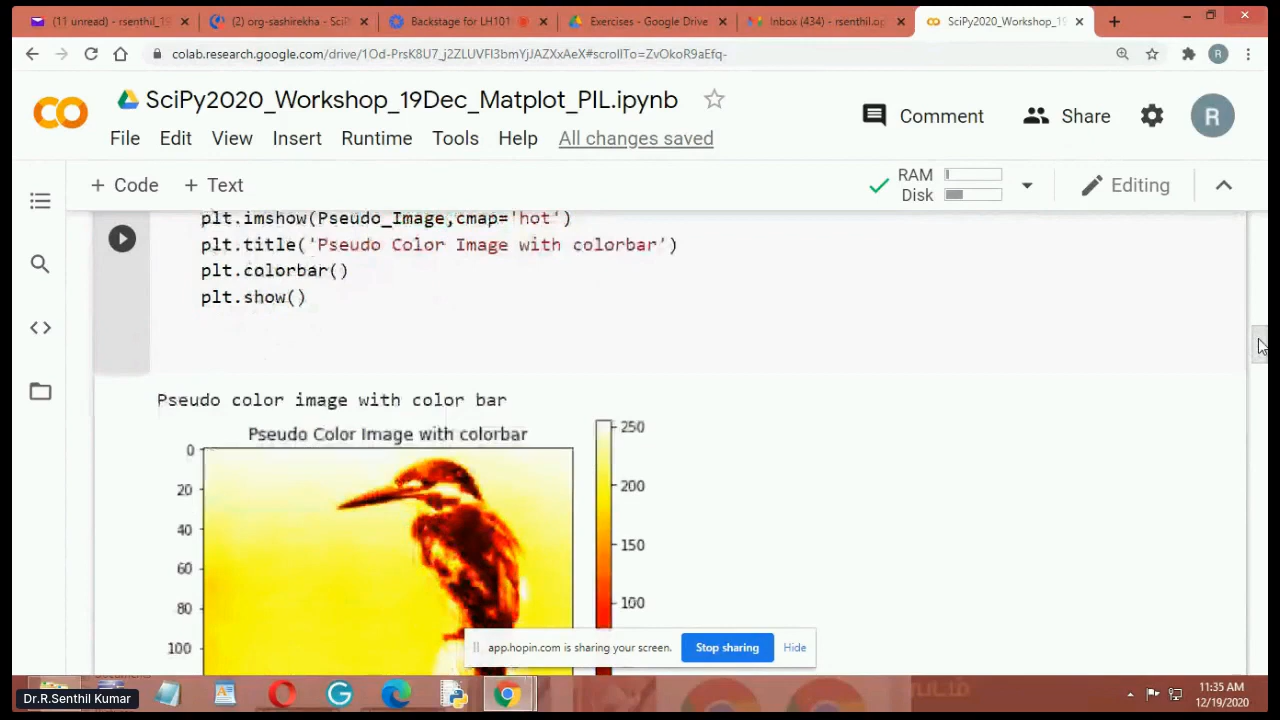 (11 unread) - rsenthil_19
(2) org-sashirekha - SciP
Backstage for LH101
Exercises - Google Drive
Inbox (434) - rsenthil.op
SciPy2020_Workshop_19
colab.research.google.com/drive/1Od-PrsK8U7_j2ZLUVFI3bmYjJAZXxAeX#scrollTo=ZvOkoR9aEfq-
R
SciPy2020_Workshop_19Dec_Matplot_PIL.ipynb
Comment
Share
R
File Edit View Insert Runtime Tools Help All changes saved
+ Code + Text
RAM
Disk
Editing
plt.imshow(Pseudo_Image,cmap='hot')
plt.title('Pseudo Color Image with colorbar')
plt.colorbar()
plt.show()
Pseudo color image with color bar
Pseudo Color Image with colorbar
0
20
40
60
80
100
250
200
150
100
app.hopin.com is sharing your screen.
Stop sharing
Hide
Dr.R.Senthil Kumar
11:35 AM
12/19/2020